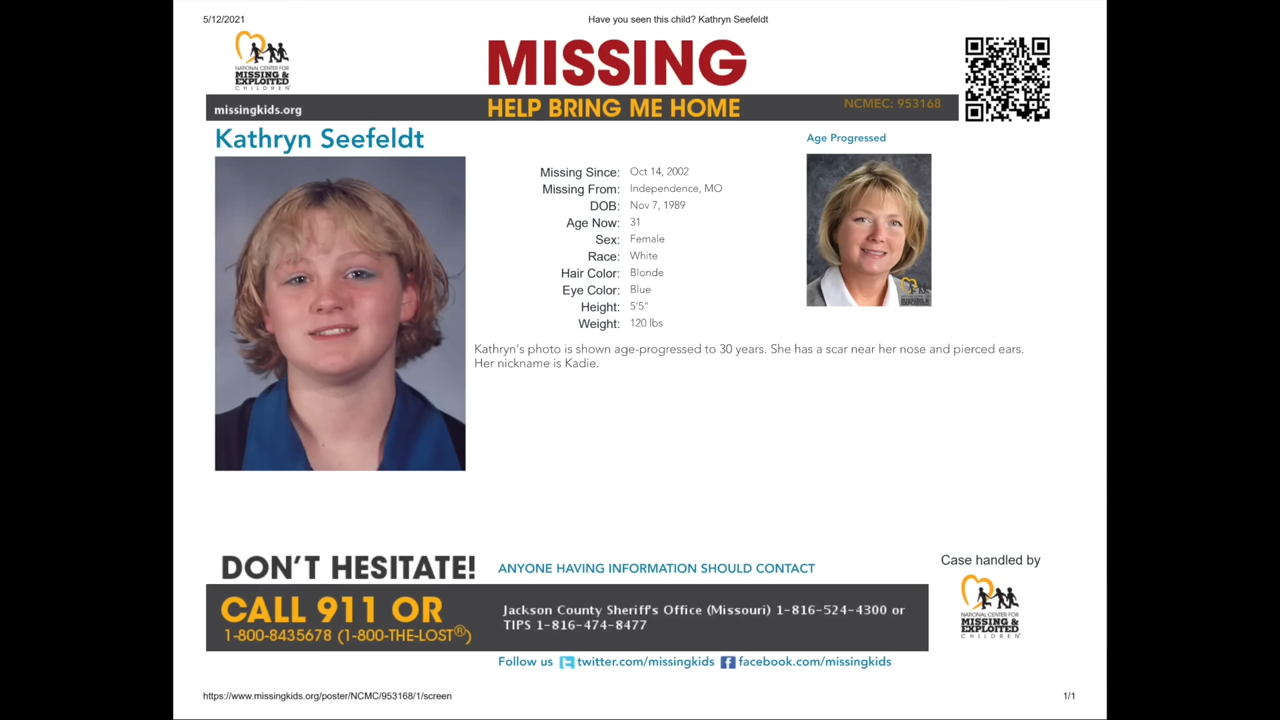 5/12/2021
Have you seen this child? Kathryn Seefeldt
NATIONAL CENTER FOR
MISSING &
EXPLOITED
CHILDREN
MISSING
missingkids.org
HELP BRING ME HOME
NCMEC: 953168
Kathryn Seefeldt
Missing Since: Oct 14, 2002
Missing From: Independence, MO
DOB: Nov 7, 1989
Age Now: 31
Sex: Female
Race: White
Hair Color: Blonde
Eye Color: Blue
Height: 5'5"
Weight: 120 lbs
Age Progressed
Kathryn's photo is shown age-progressed to 30 years. She has a scar near her nose and pierced ears.
Her nickname is Kadie.
DON'T HESITATE!
ANYONE HAVING INFORMATION SHOULD CONTACT
CALL 911 OR
1-800-8435678 (1-800-THE-LOST®)
Jackson County Sheriff's Office (Missouri) 1-816-524-4300 or
TIPS 1-816-474-8477
Case handled by
NATIONAL CENTER FOR
MISSING &
EXPLOITED
CHILDREN
Follow us twitter.com/missingkids facebook.com/missingkids
https://www.missingkids.org/poster/NCMC/953168/1/screen
1/1